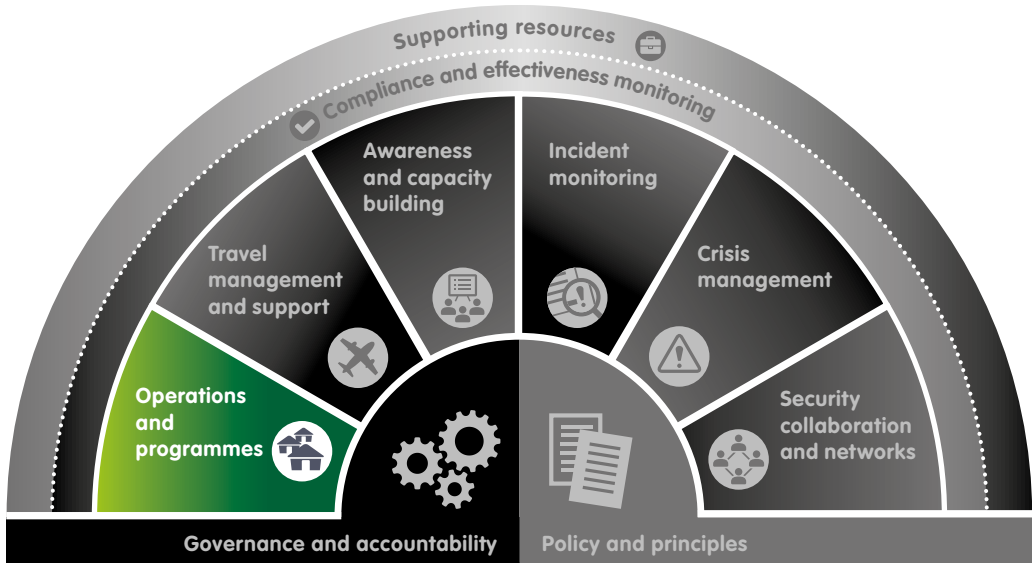 Supporting resources
Compliance and effectiveness monitoring
Awareness
and capacity
building
Incident
monitoring
Travel
management
and support
Crisis
management
Operations
and
programmes
Security
collaboration
and networks
Governance and accountability
Policy and principles